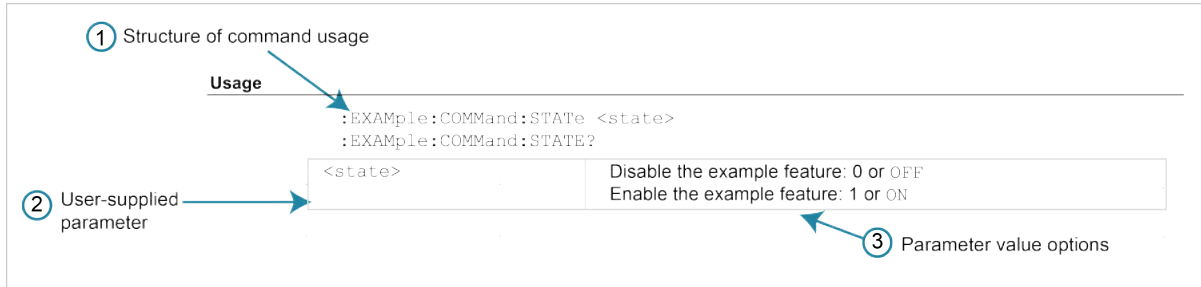 1 Structure of command usage
Usage
:EXAMple:COMMand:STATe <state>
:EXAMple:COMMand:STATE?
<state> Disable the example feature: 0 or OFF
Enable the example feature: 1 or ON
2 User-supplied
parameter
3 Parameter value options